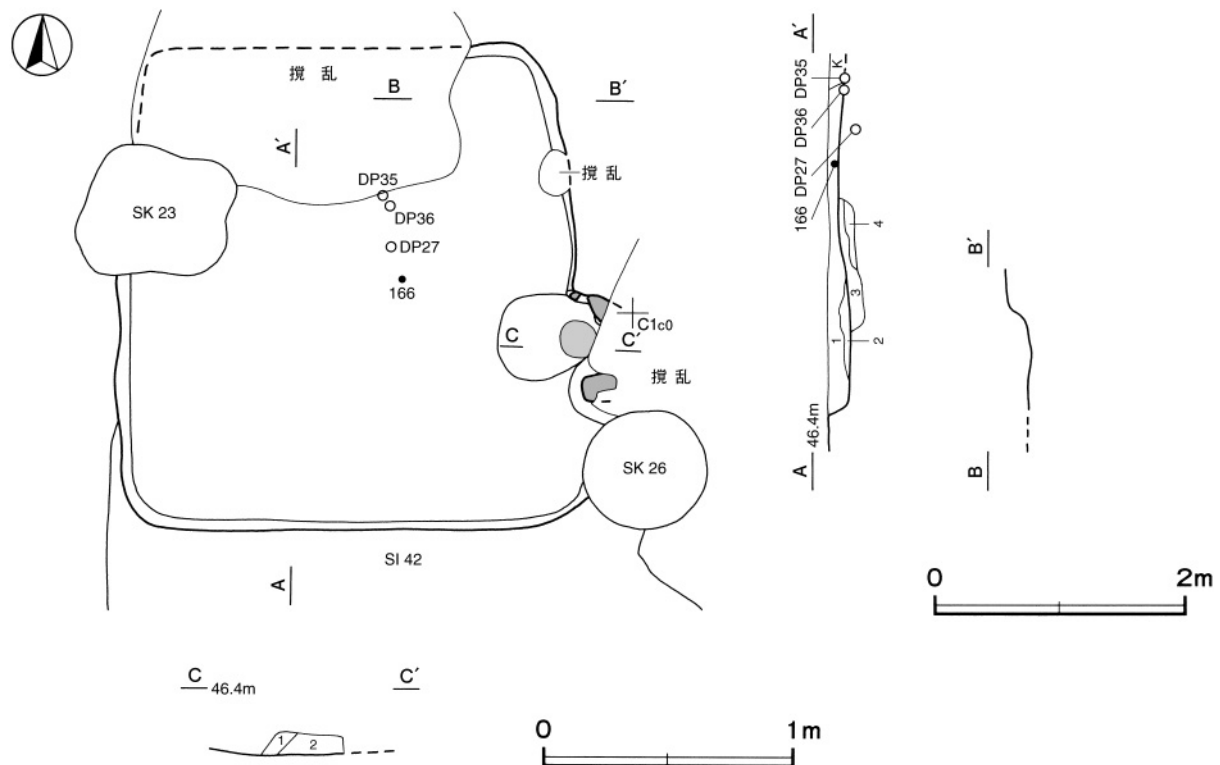 撹 乱
B
B′
A′
撹 乱
SK 23
DP35
DP36
DP27
166
C1c0
C
C′
撹 乱
SK 26
SI 42
A
A′
K
DP35
DP36
DP27
166
4
3
1
2
46.4m
A
B′
B
0 2m
C 46.4m C′
1 2
0 1m